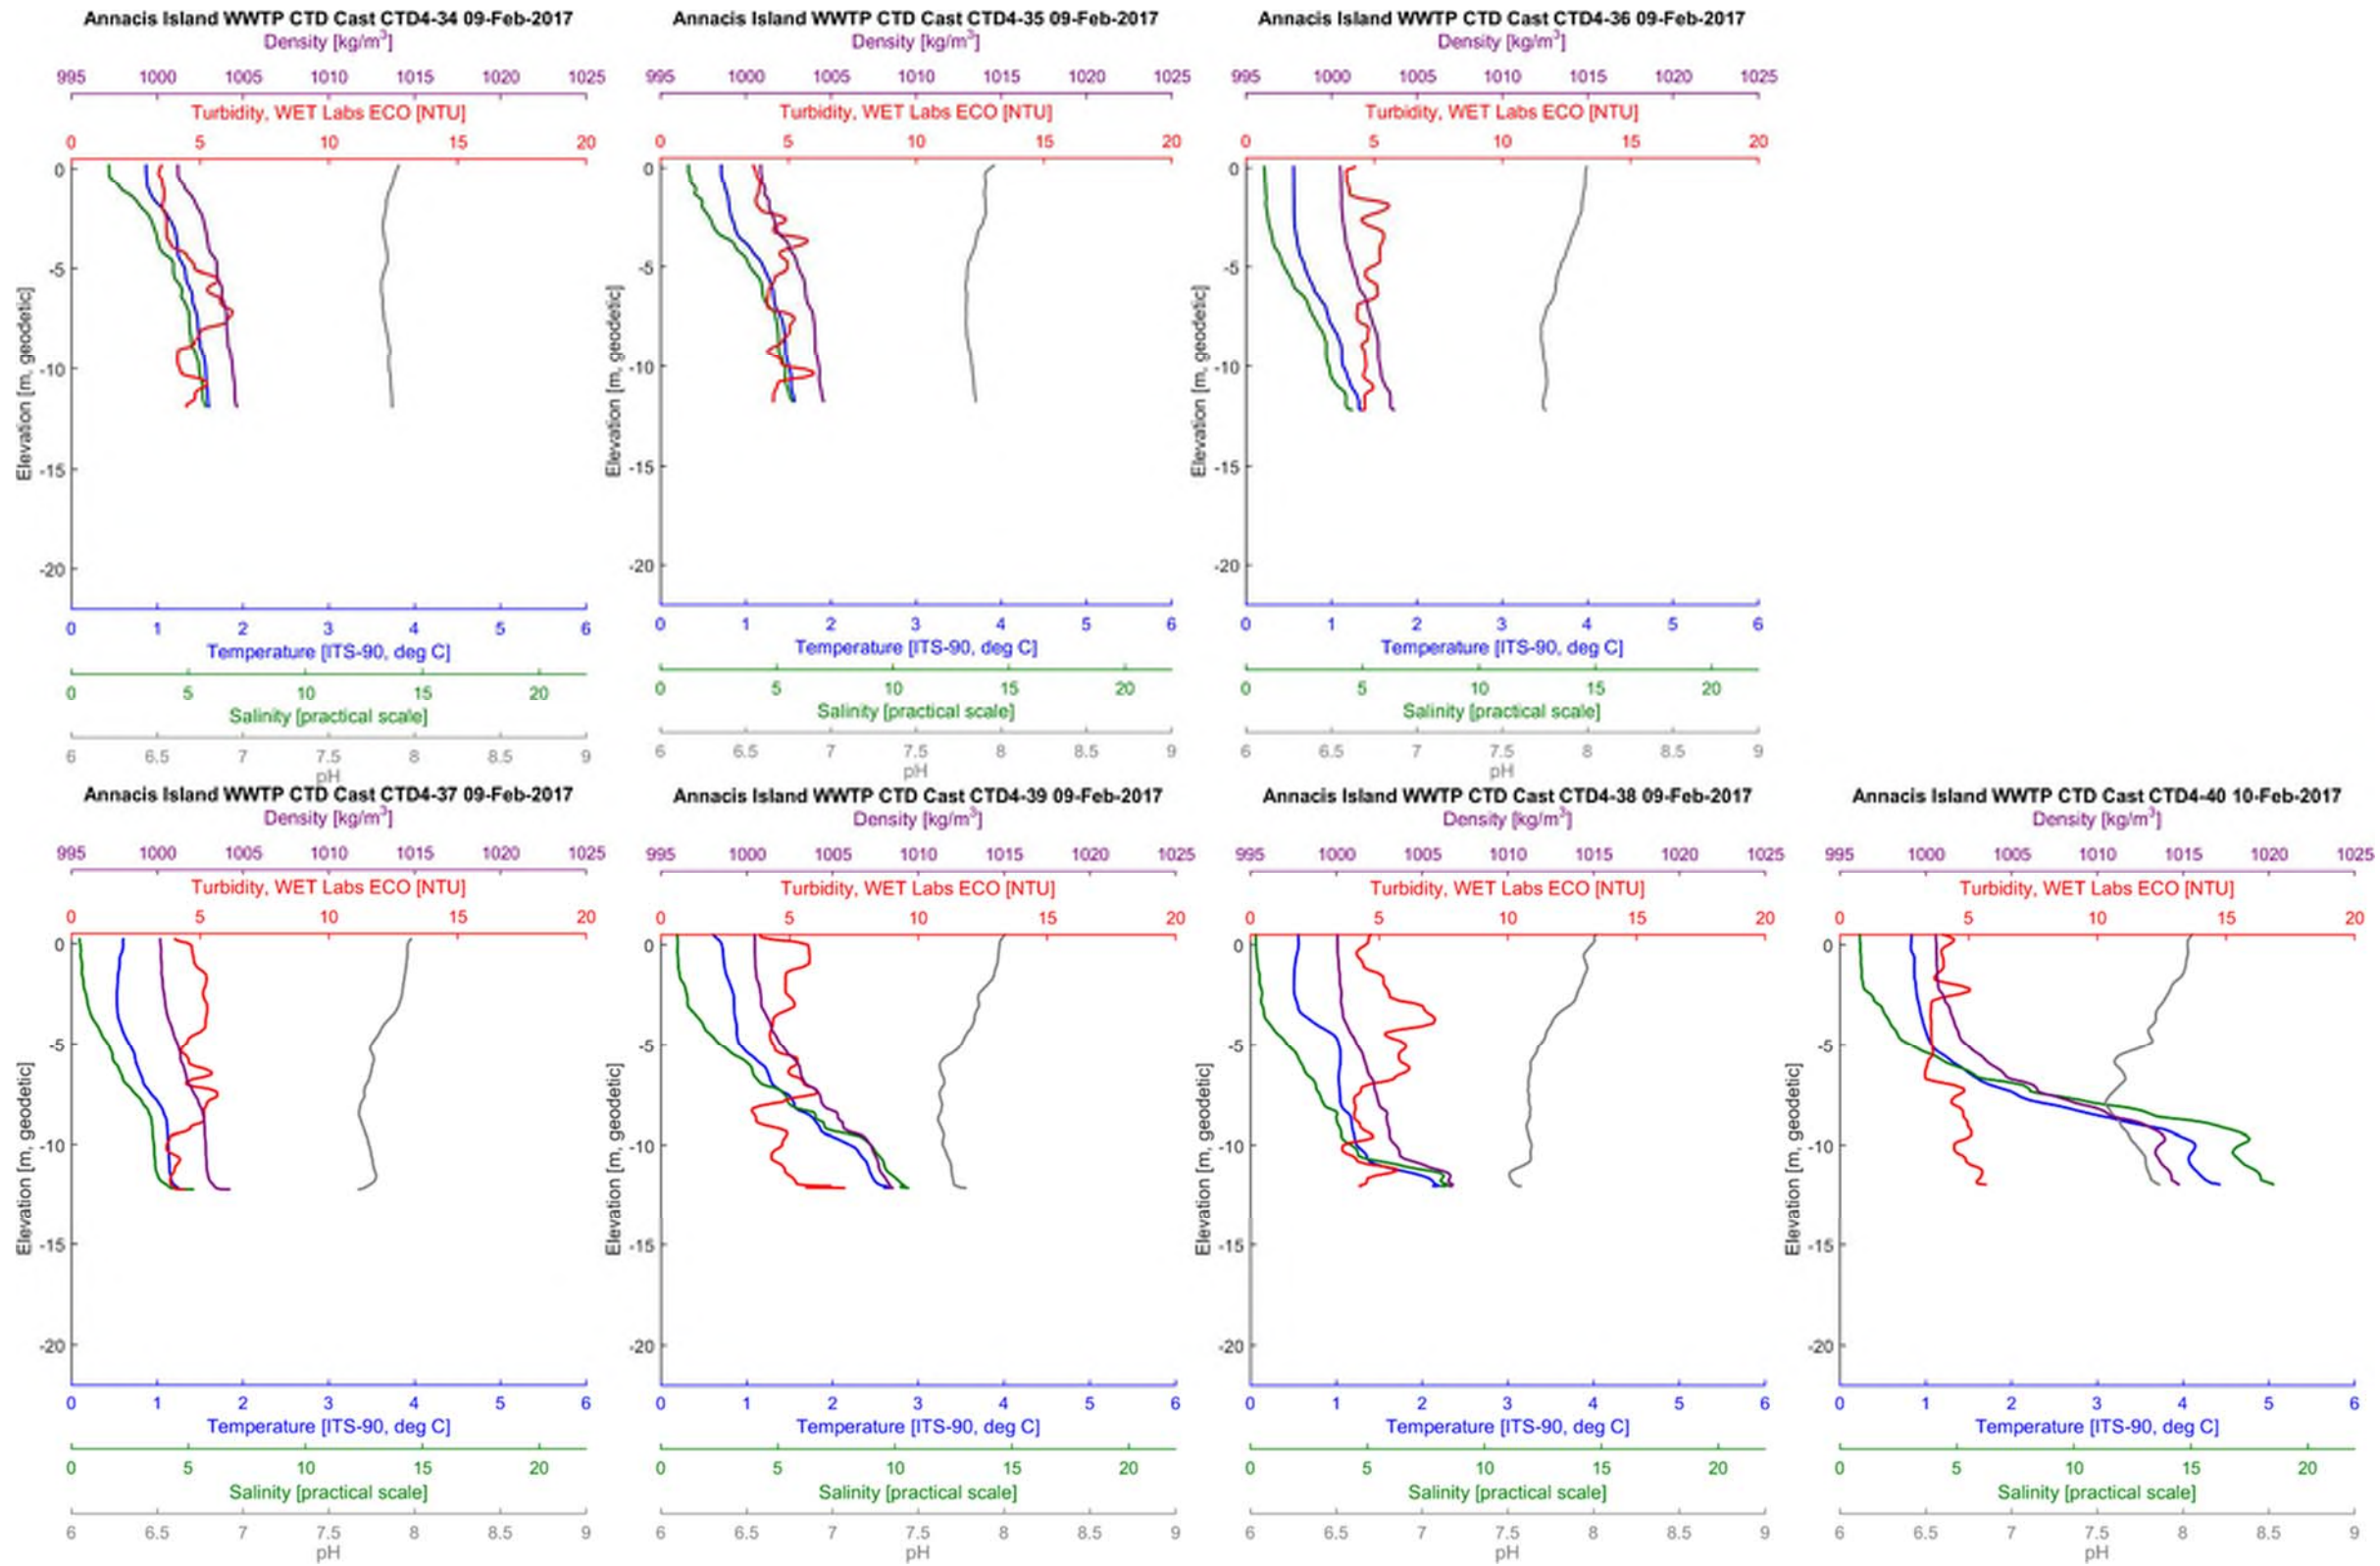 Annacis Island WWTP CTD Cast CTD4-34 09-Feb-2017
Density [kg/m³]
995 1000 1005 1010 1015 1020 1025
Turbidity, WET Labs ECO [NTU]
0 5 10 15 20
Elevation [m, geodetic]
0
-5
-10
-15
-20
0 1 2 3 4 5 6
Temperature [ITS-90, deg C]
0 5 10 15 20
Salinity [practical scale]
6 6.5 7 7.5 8 8.5 9
pH
Annacis Island WWTP CTD Cast CTD4-35 09-Feb-2017
Density [kg/m³]
995 1000 1005 1010 1015 1020 1025
Turbidity, WET Labs ECO [NTU]
0 5 10 15 20
Elevation [m, geodetic]
0
-5
-10
-15
-20
0 1 2 3 4 5 6
Temperature [ITS-90, deg C]
0 5 10 15 20
Salinity [practical scale]
6 6.5 7 7.5 8 8.5 9
pH
Annacis Island WWTP CTD Cast CTD4-36 09-Feb-2017
Density [kg/m³]
995 1000 1005 1010 1015 1020 1025
Turbidity, WET Labs ECO [NTU]
0 5 10 15 20
Elevation [m, geodetic]
0
-5
-10
-15
-20
0 1 2 3 4 5 6
Temperature [ITS-90, deg C]
0 5 10 15 20
Salinity [practical scale]
6 6.5 7 7.5 8 8.5 9
pH
Annacis Island WWTP CTD Cast CTD4-37 09-Feb-2017
Density [kg/m³]
995 1000 1005 1010 1015 1020 1025
Turbidity, WET Labs ECO [NTU]
0 5 10 15 20
Elevation [m, geodetic]
0
-5
-10
-15
-20
0 1 2 3 4 5 6
Temperature [ITS-90, deg C]
0 5 10 15 20
Salinity [practical scale]
6 6.5 7 7.5 8 8.5 9
pH
Annacis Island WWTP CTD Cast CTD4-39 09-Feb-2017
Density [kg/m³]
995 1000 1005 1010 1015 1020 1025
Turbidity, WET Labs ECO [NTU]
0 5 10 15 20
Elevation [m, geodetic]
0
-5
-10
-15
-20
0 1 2 3 4 5 6
Temperature [ITS-90, deg C]
0 5 10 15 20
Salinity [practical scale]
6 6.5 7 7.5 8 8.5 9
pH
Annacis Island WWTP CTD Cast CTD4-38 09-Feb-2017
Density [kg/m³]
995 1000 1005 1010 1015 1020 1025
Turbidity, WET Labs ECO [NTU]
0 5 10 15 20
Elevation [m, geodetic]
0
-5
-10
-15
-20
0 1 2 3 4 5 6
Temperature [ITS-90, deg C]
0 5 10 15 20
Salinity [practical scale]
6 6.5 7 7.5 8 8.5 9
pH
Annacis Island WWTP CTD Cast CTD4-40 10-Feb-2017
Density [kg/m³]
995 1000 1005 1010 1015 1020 1025
Turbidity, WET Labs ECO [NTU]
0 5 10 15 20
Elevation [m, geodetic]
0
-5
-10
-15
-20
0 1 2 3 4 5 6
Temperature [ITS-90, deg C]
0 5 10 15 20
Salinity [practical scale]
6 6.5 7 7.5 8 8.5 9
pH